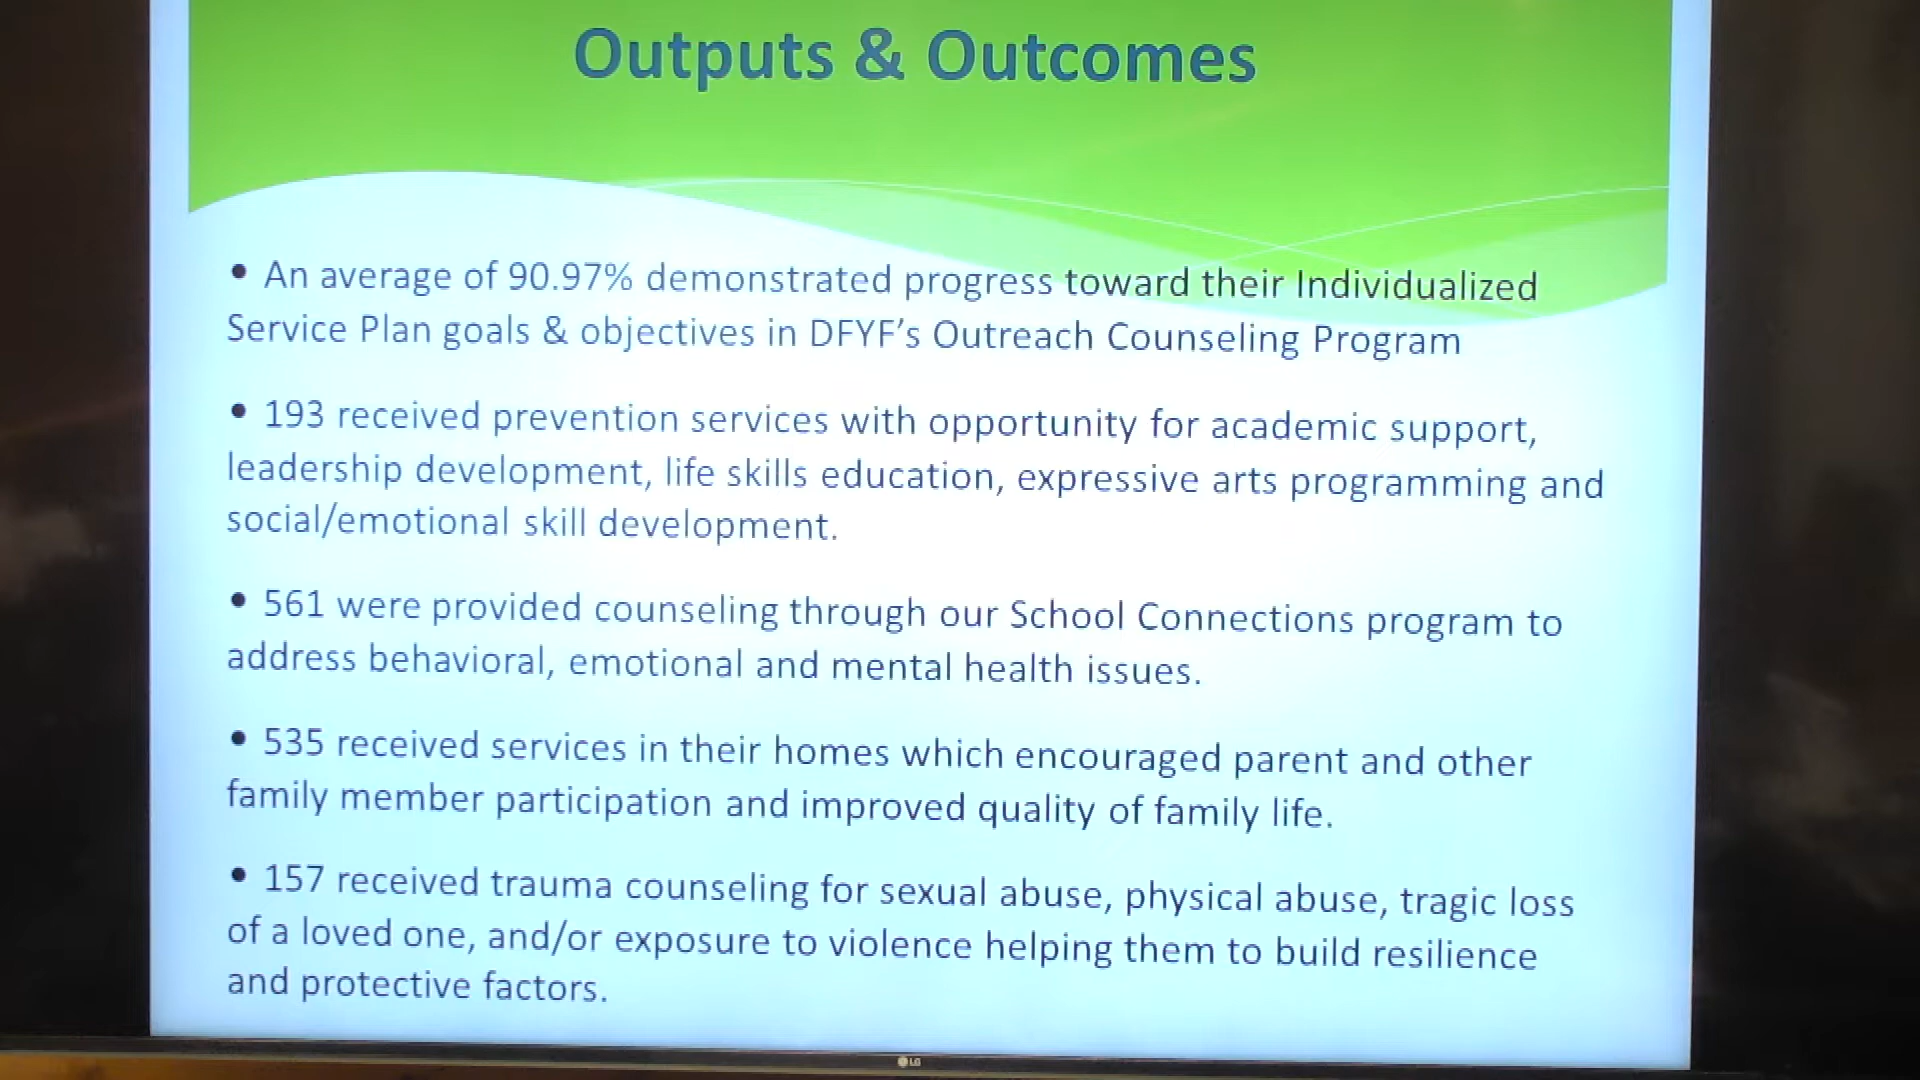 Outputs & Outcomes
• An average of 90.97% demonstrated progress toward their Individualized
Service Plan goals & objectives in DFYF’s Outreach Counseling Program
• 193 received prevention services with opportunity for academic support,
leadership development, life skills education, expressive arts programming and
social/emotional skill development.
• 561 were provided counseling through our School Connections program to
address behavioral, emotional and mental health issues.
• 535 received services in their homes which encouraged parent and other
family member participation and improved quality of family life.
• 157 received trauma counseling for sexual abuse, physical abuse, tragic loss
of a loved one, and/or exposure to violence helping them to build resilience
and protective factors.
LG